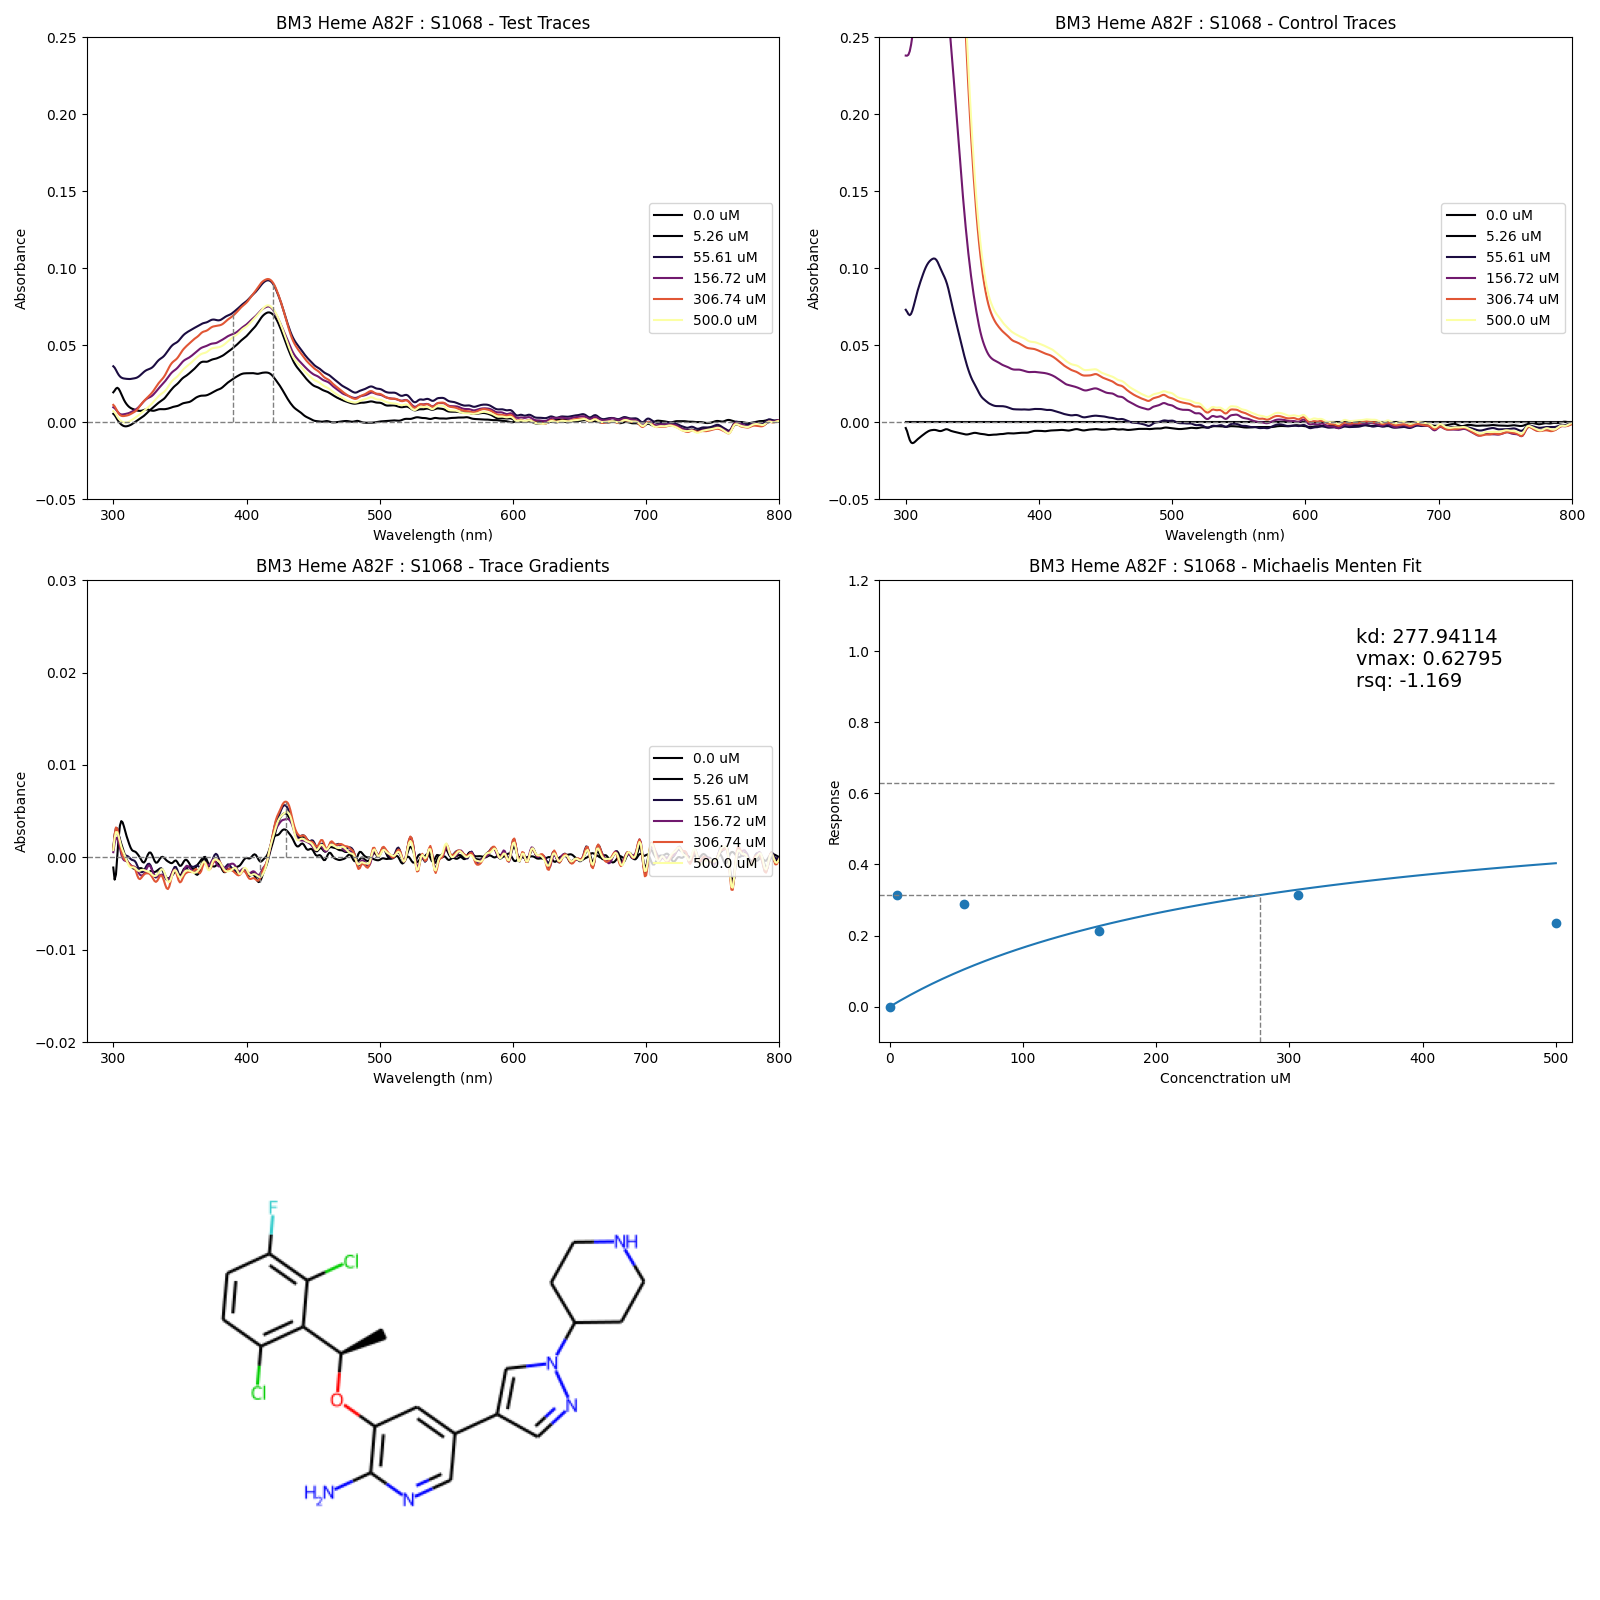 BM3 Heme A82F : S1068 - Test Traces
0.25
0.20
0.15
0.10
0.05
0.00
−0.05
Absorbance
300
400
500
600
700
800
Wavelength (nm)
0.0 uM
5.26 uM
55.61 uM
156.72 uM
306.74 uM
500.0 uM
BM3 Heme A82F : S1068 - Control Traces
0.25
0.20
0.15
0.10
0.05
0.00
−0.05
Absorbance
300
400
500
600
700
800
Wavelength (nm)
0.0 uM
5.26 uM
55.61 uM
156.72 uM
306.74 uM
500.0 uM
BM3 Heme A82F : S1068 - Trace Gradients
0.03
0.02
0.01
0.00
−0.01
−0.02
Absorbance
300
400
500
600
700
800
Wavelength (nm)
0.0 uM
5.26 uM
55.61 uM
156.72 uM
306.74 uM
500.0 uM
BM3 Heme A82F : S1068 - Michaelis Menten Fit
1.2
1.0
0.8
0.6
0.4
0.2
0.0
Response
kd: 277.94114
vmax: 0.62795
rsq: -1.169
0
100
200
300
400
500
Concenctration uM
F
Cl
NH
Cl
O
N
N
H2N
N